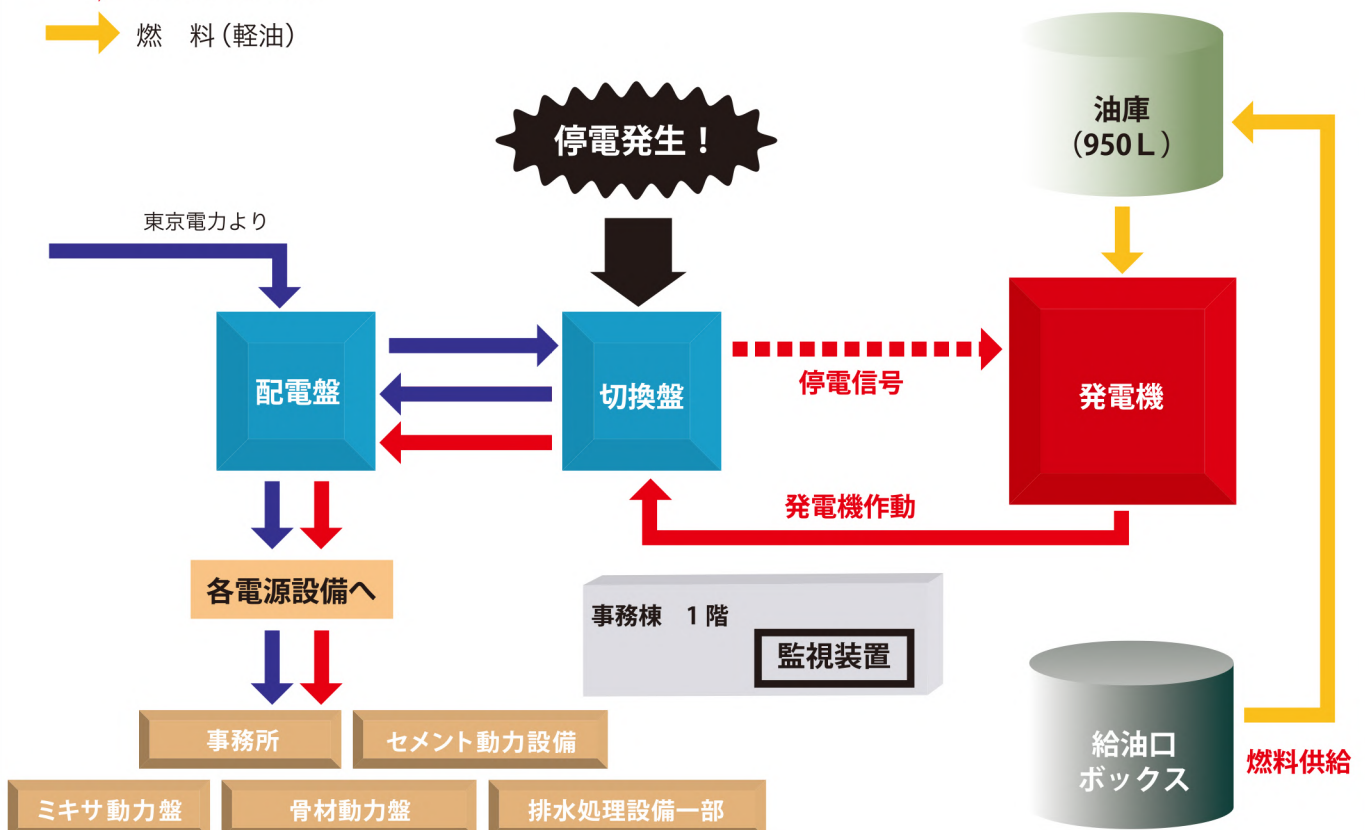 燃　料（軽油）
停電発生！
油庫
（950L）
東京電力より
配電盤
切換盤
停電信号
発電機
発電機作動
各電源設備へ
事務棟　1階
監視装置
事務所
セメント動力設備
ミキサ動力盤
骨材動力盤
排水処理設備一部
給油口
ボックス
燃料供給